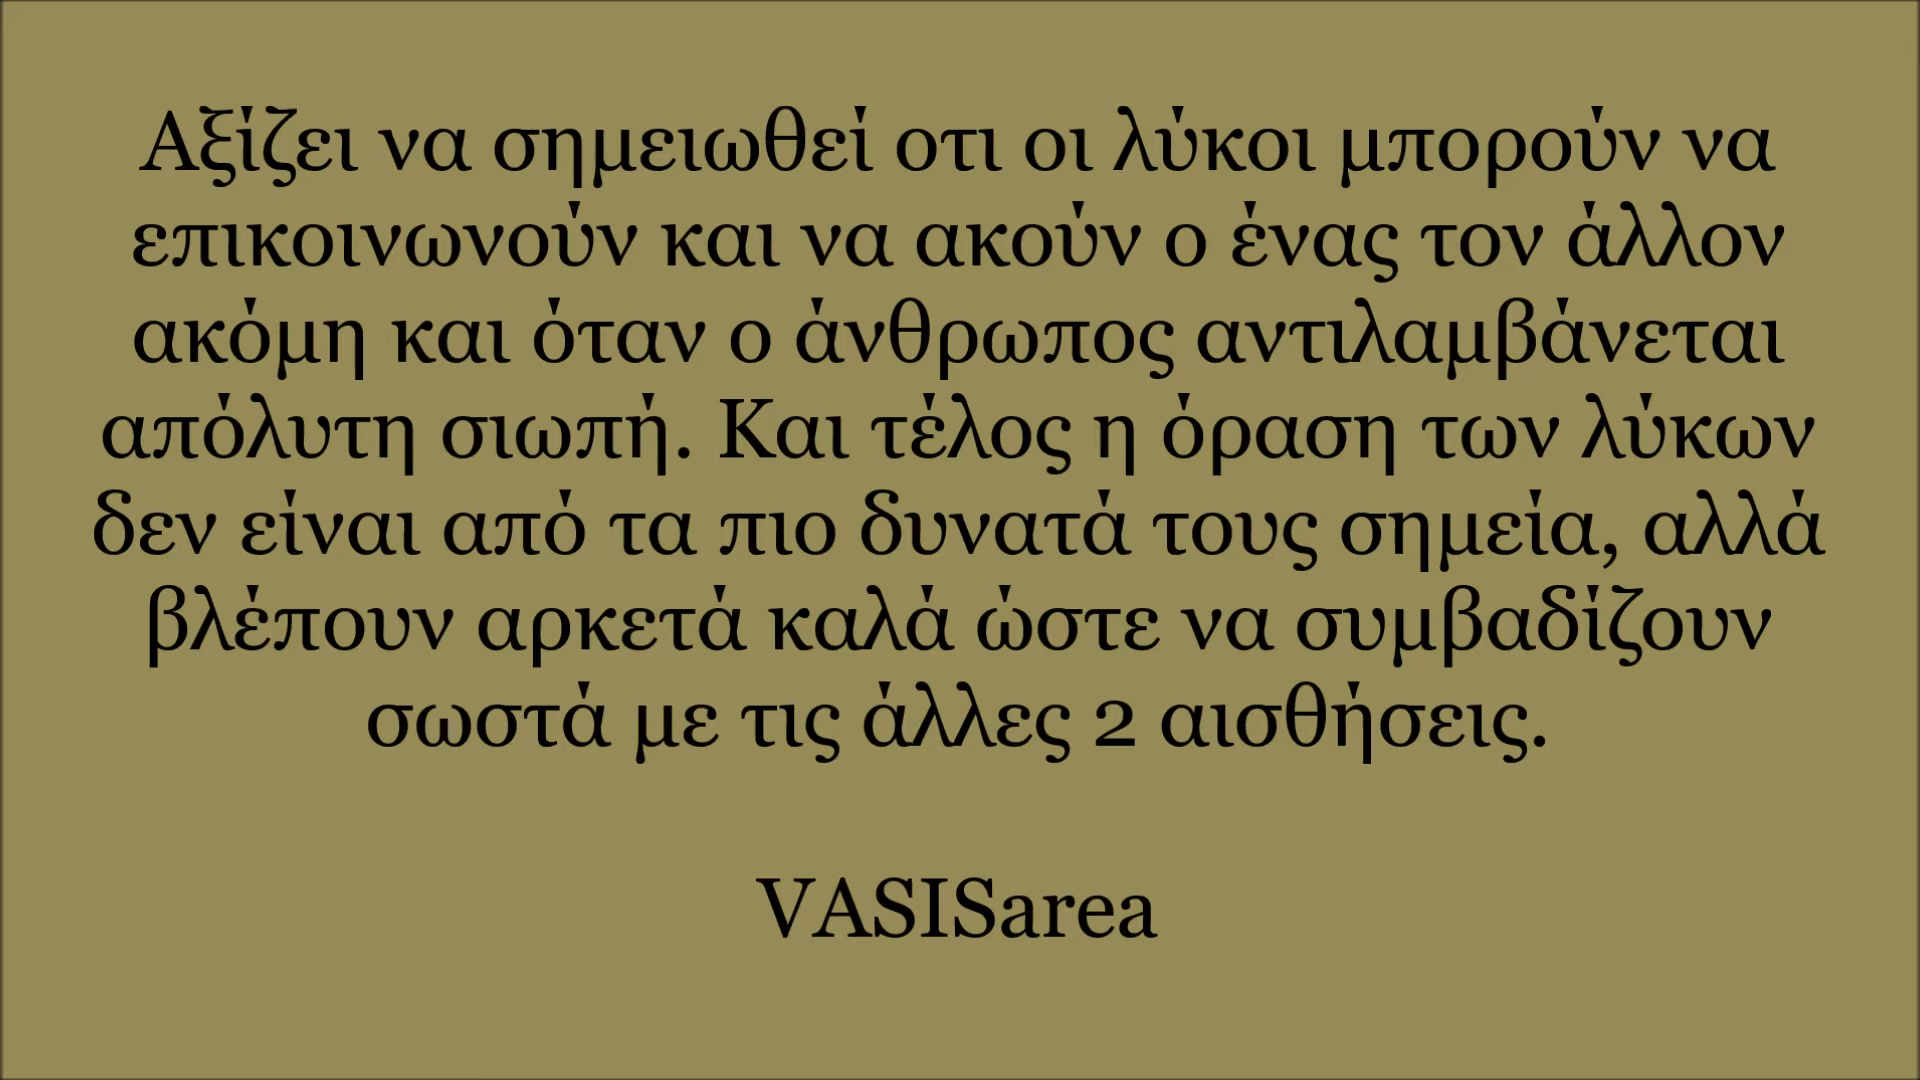 Αξίζει να σημειωθεί οτι οι λύκοι μπορούν να
επικοινωνούν και να ακούν ο ένας τον άλλον
ακόμη και όταν ο άνθρωπος αντιλαμβάνεται
απόλυτη σιωπή. Και τέλος η όραση των λύκων
δεν είναι από τα πιο δυνατά τους σημεία, αλλά
βλέπουν αρκετά καλά ώστε να συμβαδίζουν
σωστά με τις άλλες 2 αισθήσεις.
VASISarea